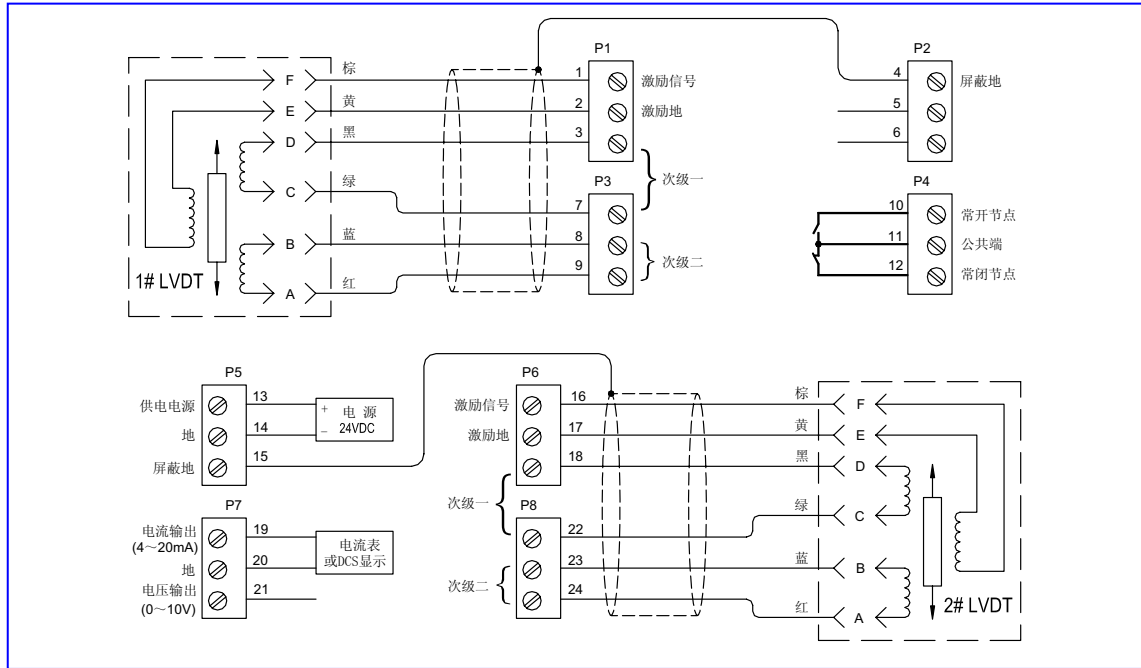 P1
P2
F
棕
1
激励信号
4
屏蔽地
E
黄
2
激励地
5
D
黑
3
6
次级一
C
绿
P3
P4
7
10
常开节点
B
蓝
8
11
公共端
次级二
9
12
常闭节点
1# LVDT
A
红
P5
P6
供电电源
13
+ 电 源
激励信号
16
棕
F
地
14
- 24VDC
激励地
17
黄
E
屏蔽地
15
18
黑
D
次级一
P7
P8
绿
C
电流输出
(4～20mA)
19
电流表
或DCS显示
22
地
20
23
蓝
B
次级二
电压输出
(0～10V)
21
24
红
A
2# LVDT